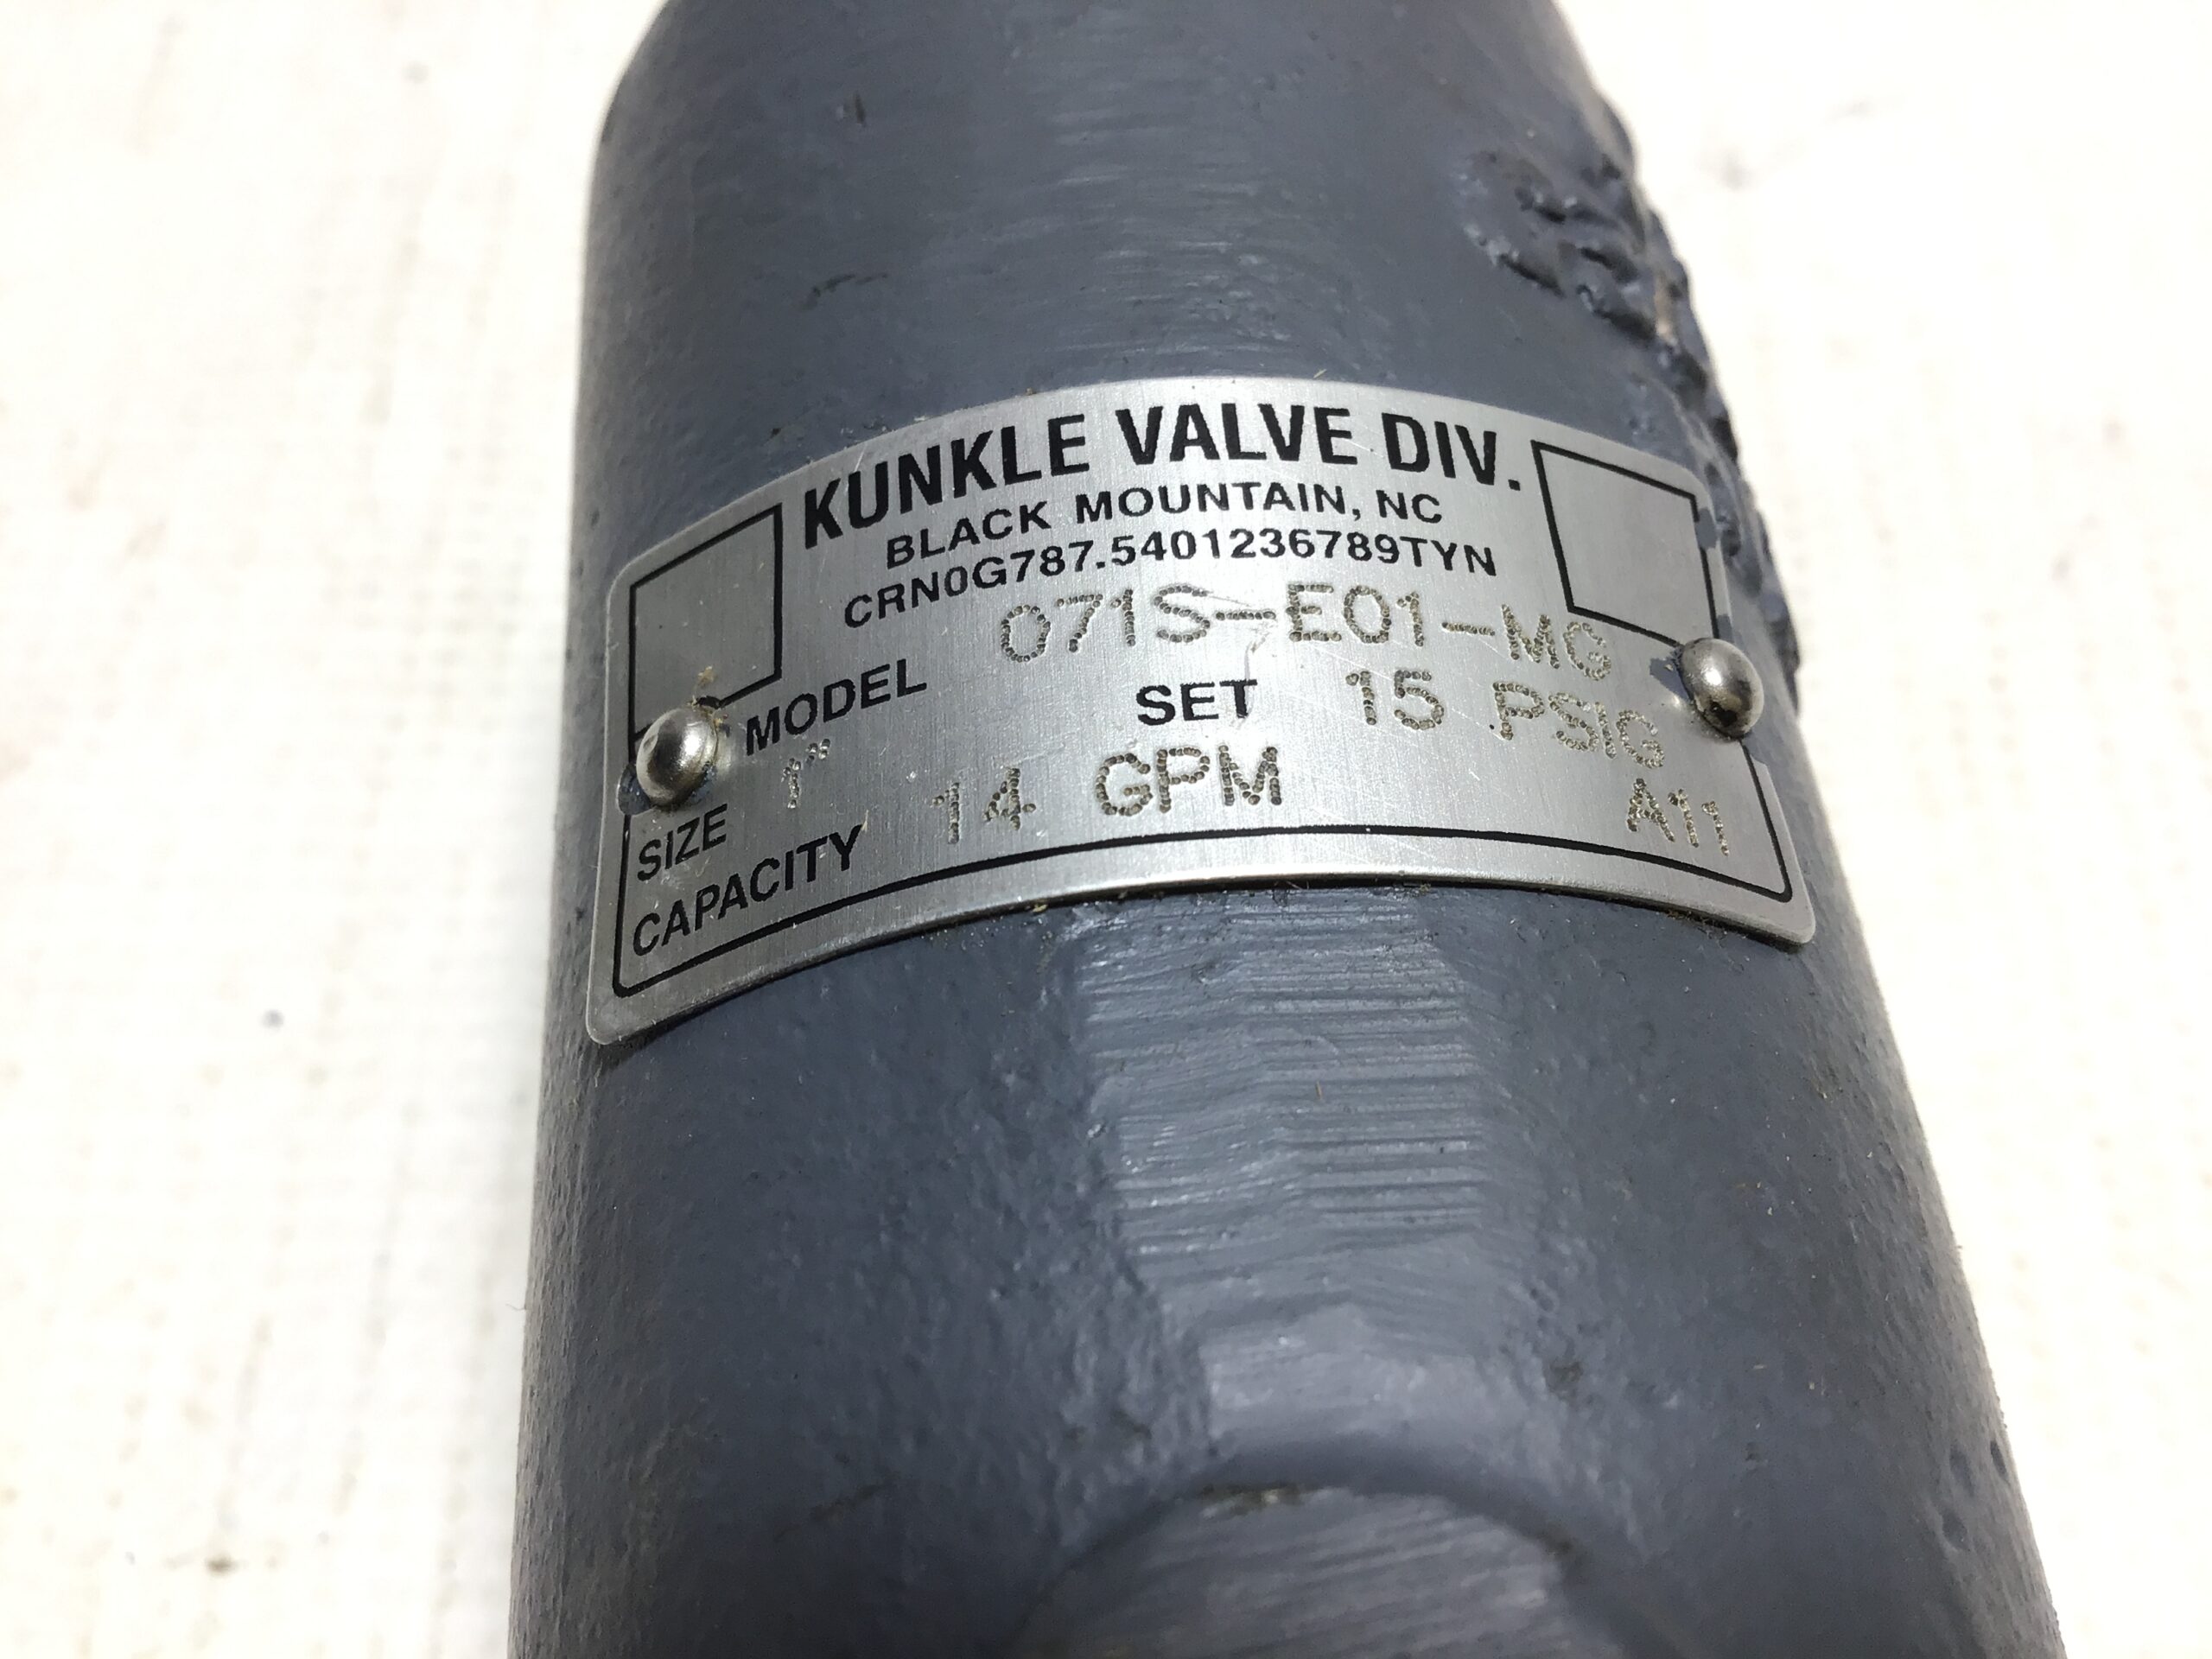 KUNKLE VALVE DIV.
BLACK MOUNTAIN, NC
CRN0G787.5401236789TYN
MODEL 071S-E01-MG
SIZE 1" SET 15 PSIG
CAPACITY 14 GPM A11